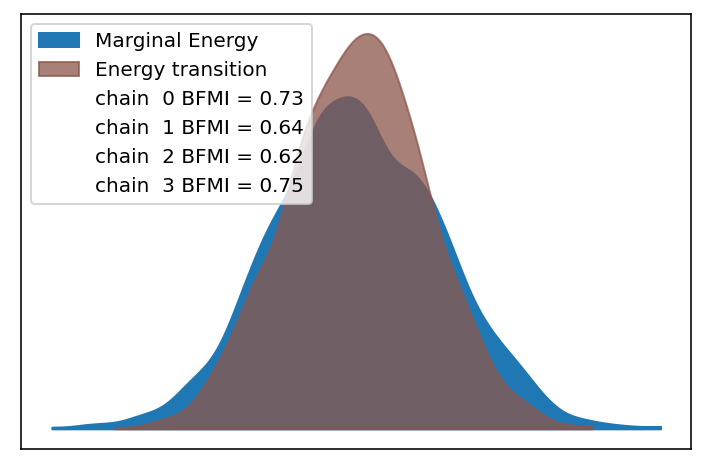 Marginal Energy
Energy transition
chain  0 BFMI = 0.73
chain  1 BFMI = 0.64
chain  2 BFMI = 0.62
chain  3 BFMI = 0.75